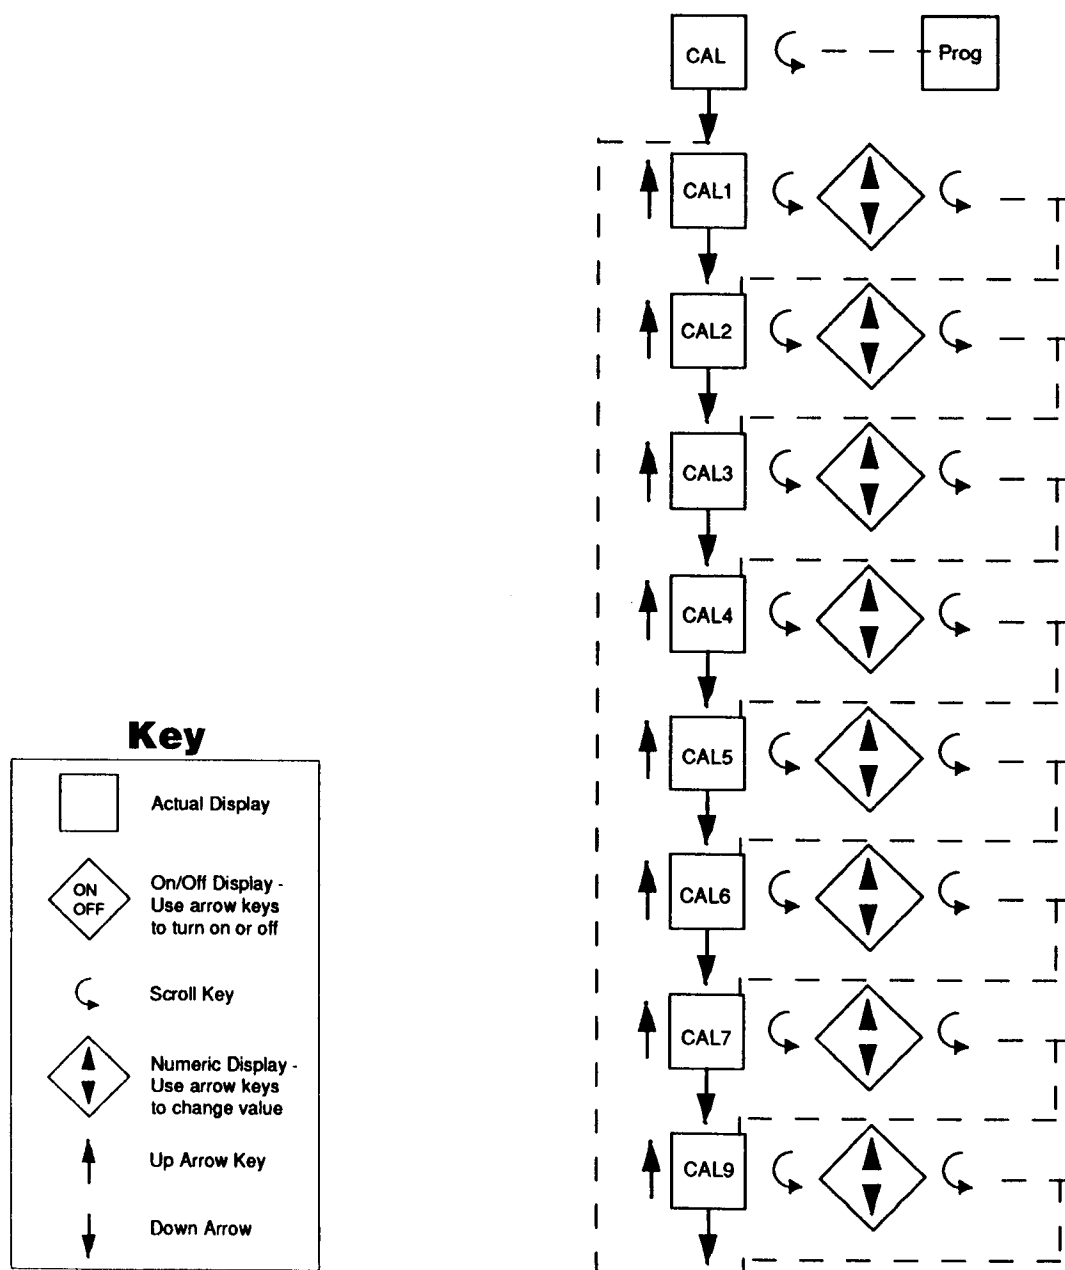 CAL
Prog
CAL1
CAL2
CAL3
CAL4
CAL5
CAL6
CAL7
CAL9
Key
Actual Display
ON
OFF
On/Off Display -
Use arrow keys
to turn on or off
Scroll Key
Numeric Display -
Use arrow keys
to change value
Up Arrow Key
Down Arrow